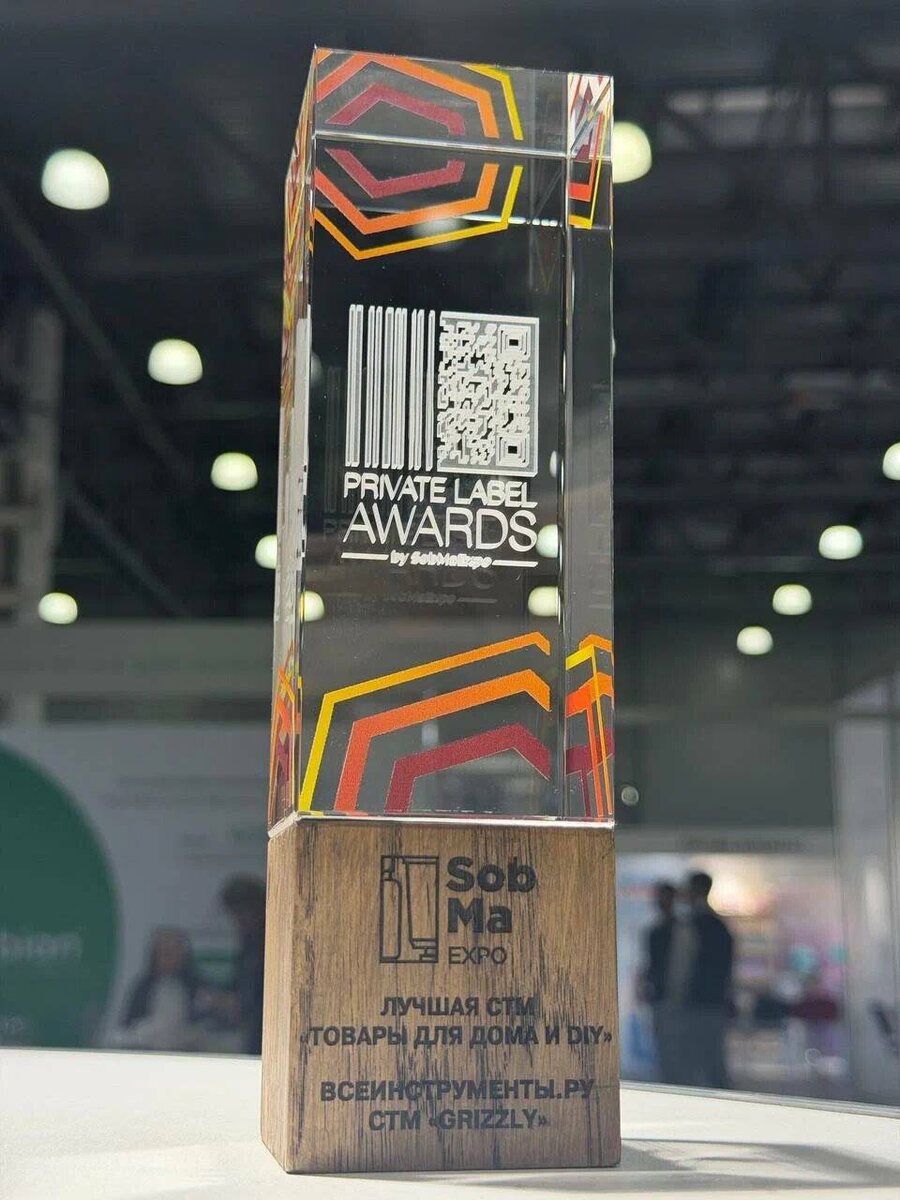 PRIVATE LABEL
AWARDS
by SobMaExpo
Sob
Ma
EXPO
ЛУЧШАЯ СТМ
«ТОВАРЫ ДЛЯ ДОМА И DIY»
ВСЕИНСТРУМЕНТЫ.РУ
СТМ «GRIZZLY»